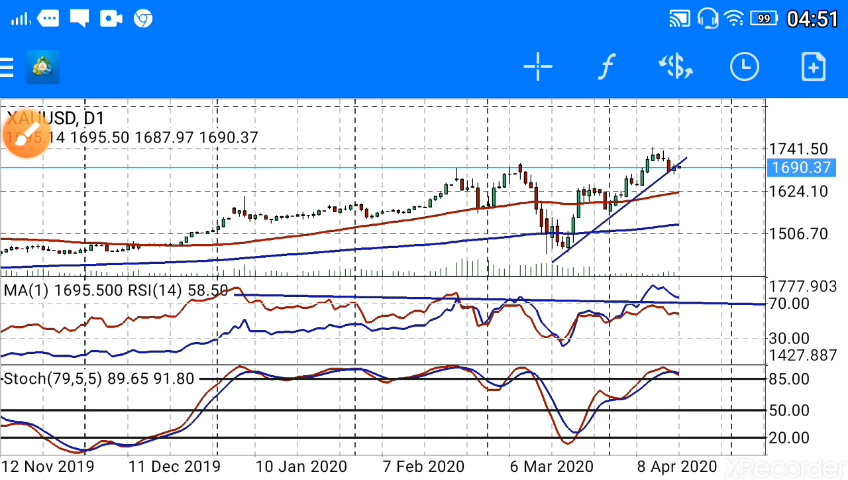 99 04:51
f
XAUUSD, D1
1695.14 1695.50 1687.97 1690.37
1741.50
1690.37
1624.10
1506.70
MA(1) 1695.500 RSI(14) 58.50
1777.903
70.00
30.00
1427.887
Stoch(79,5,5) 89.65 91.80
85.00
50.00
20.00
12 Nov 2019 11 Dec 2019 10 Jan 2020 7 Feb 2020 6 Mar 2020 8 Apr 2020
XRecorder